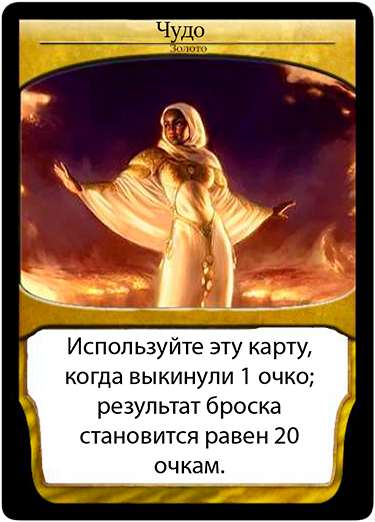 Чудо
Золото
Используйте эту карту,
когда выкинули 1 очко;
результат броска
становится равен 20
очкам.